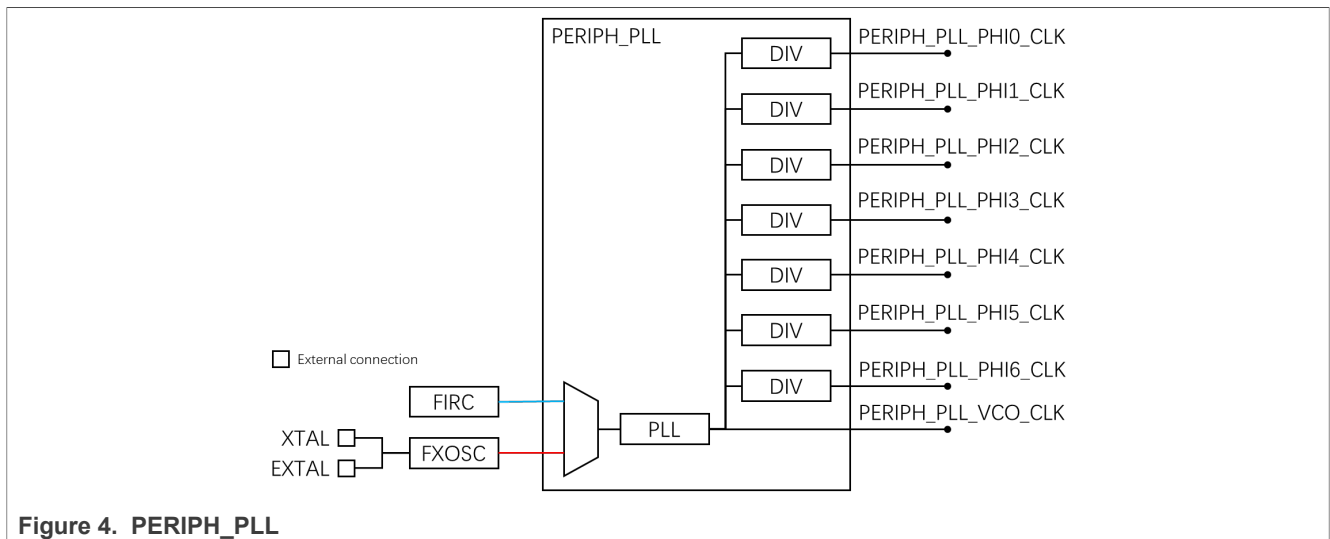 PERIPH_PLL
DIV
PERIPH_PLL_PHI0_CLK
DIV
PERIPH_PLL_PHI1_CLK
DIV
PERIPH_PLL_PHI2_CLK
DIV
PERIPH_PLL_PHI3_CLK
DIV
PERIPH_PLL_PHI4_CLK
DIV
PERIPH_PLL_PHI5_CLK
External connection
DIV
PERIPH_PLL_PHI6_CLK
FIRC
PERIPH_PLL_VCO_CLK
PLL
XTAL
FXOSC
EXTAL
Figure 4. PERIPH_PLL